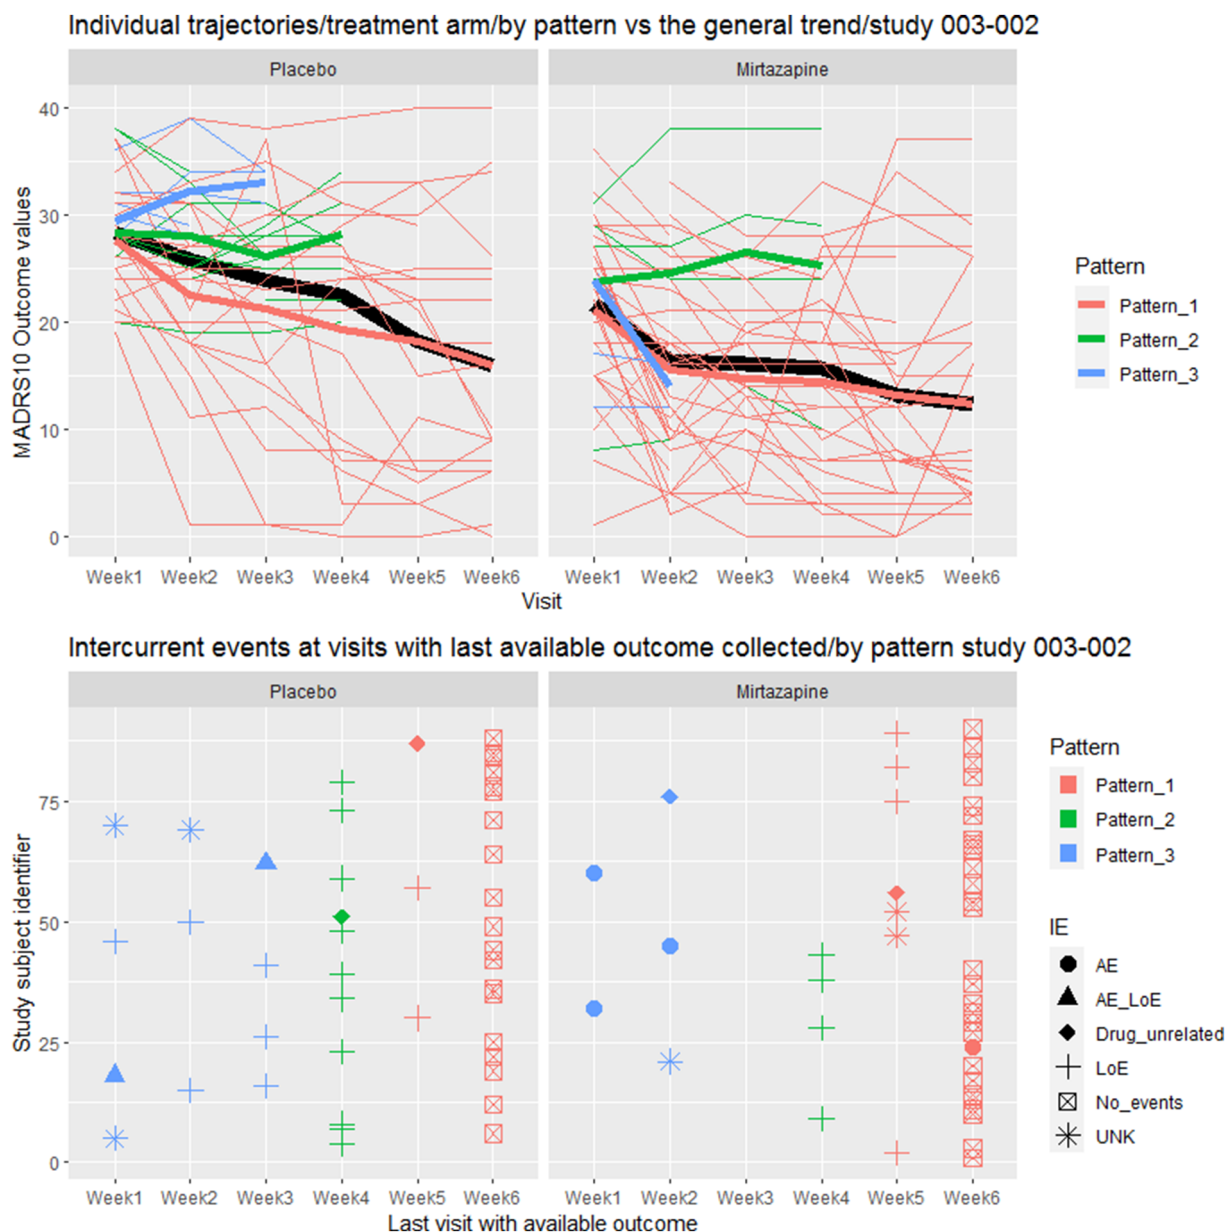 Individual trajectories/treatment arm/by pattern vs the general trend/study 003-002
Placebo
Mirtazapine
MADRS10 Outcome values
40
30
20
10
0
Week1 Week2 Week3 Week4 Week5 Week6
Week1 Week2 Week3 Week4 Week5 Week6
Visit
Pattern
Pattern_1
Pattern_2
Pattern_3
Intercurrent events at visits with last available outcome collected/by pattern study 003-002
Placebo
Mirtazapine
Study subject identifier
75
50
25
0
Week1 Week2 Week3 Week4 Week5 Week6
Week1 Week2 Week3 Week4 Week5 Week6
Last visit with available outcome
Pattern
Pattern_1
Pattern_2
Pattern_3
IE
AE
AE_LoE
Drug_unrelated
LoE
No_events
UNK